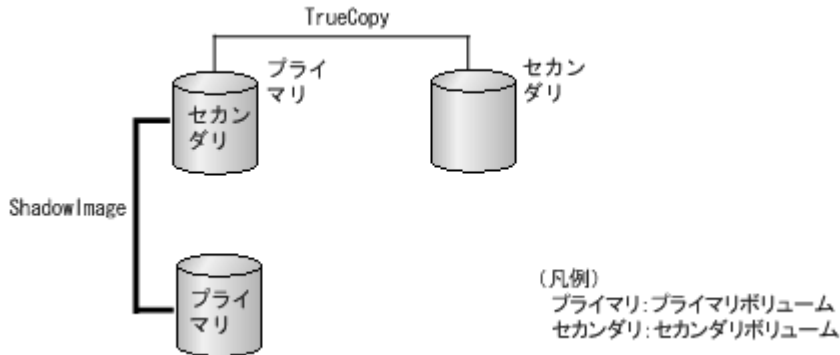 TrueCopy
プライ
マリ
セカン
ダリ
セカン
ダリ
ShadowImage
プライ
マリ
(凡例)
プライマリ:プライマリボリューム
セカンダリ:セカンダリボリューム